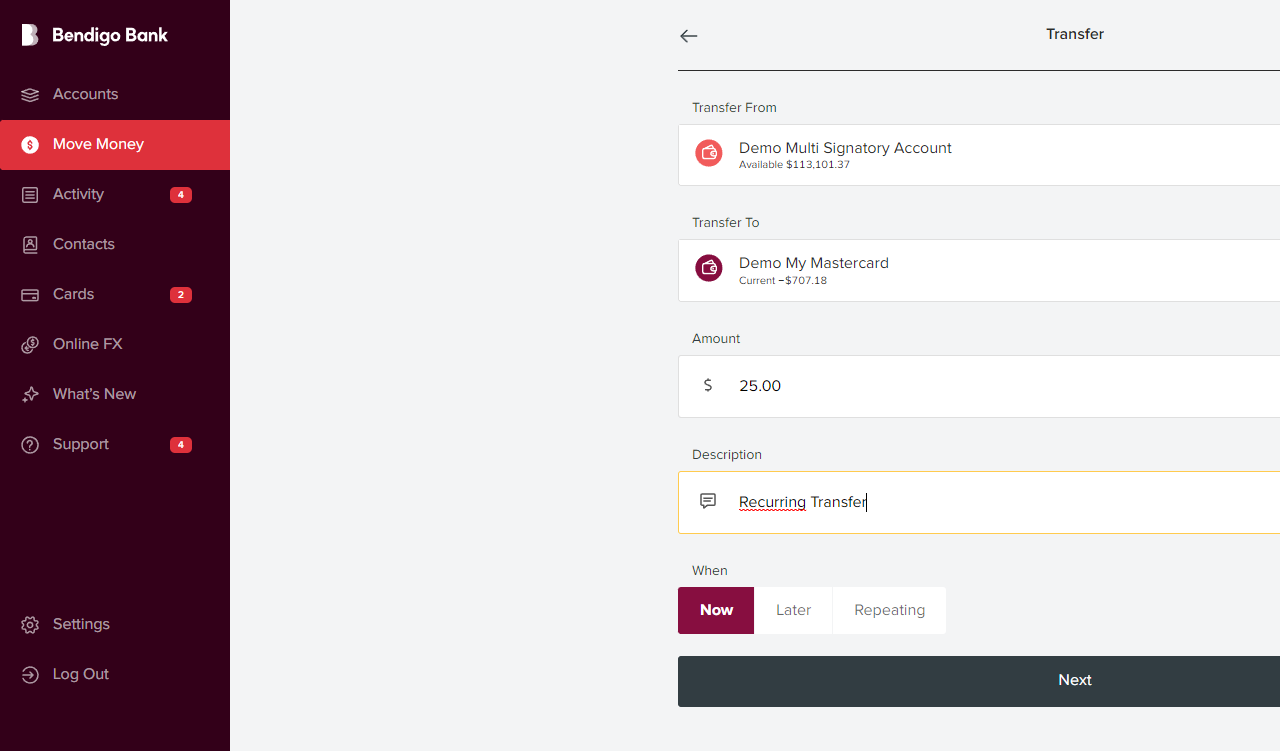 Bendigo Bank
Accounts
Move Money
Activity 4
Contacts
Cards 2
Online FX
What's New
Support 4
Settings
Log Out
Transfer
Transfer From
Demo Multi Signatory Account
Available $113,101.37
Transfer To
Demo My Mastercard
Current −$707.18
Amount
$ 25.00
Description
Recurring Transfer
When
Now Later Repeating
Next